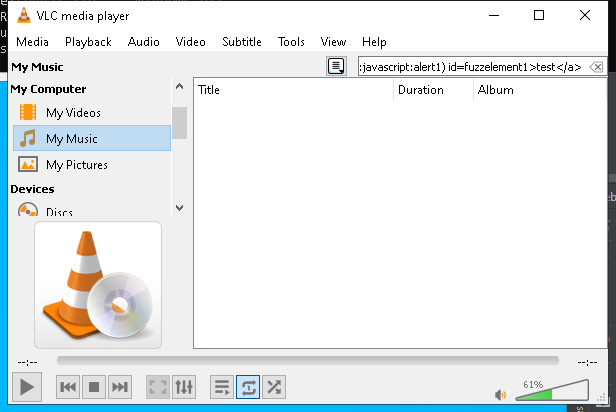 VLC media player
Media Playback Audio Video Subtitle Tools View Help
My Music
:javascript:alert1) id=fuzzelement1>test</a>
My Computer
My Videos
My Music
My Pictures
Devices
Discs
Title Duration Album
--:-- --:--
61%